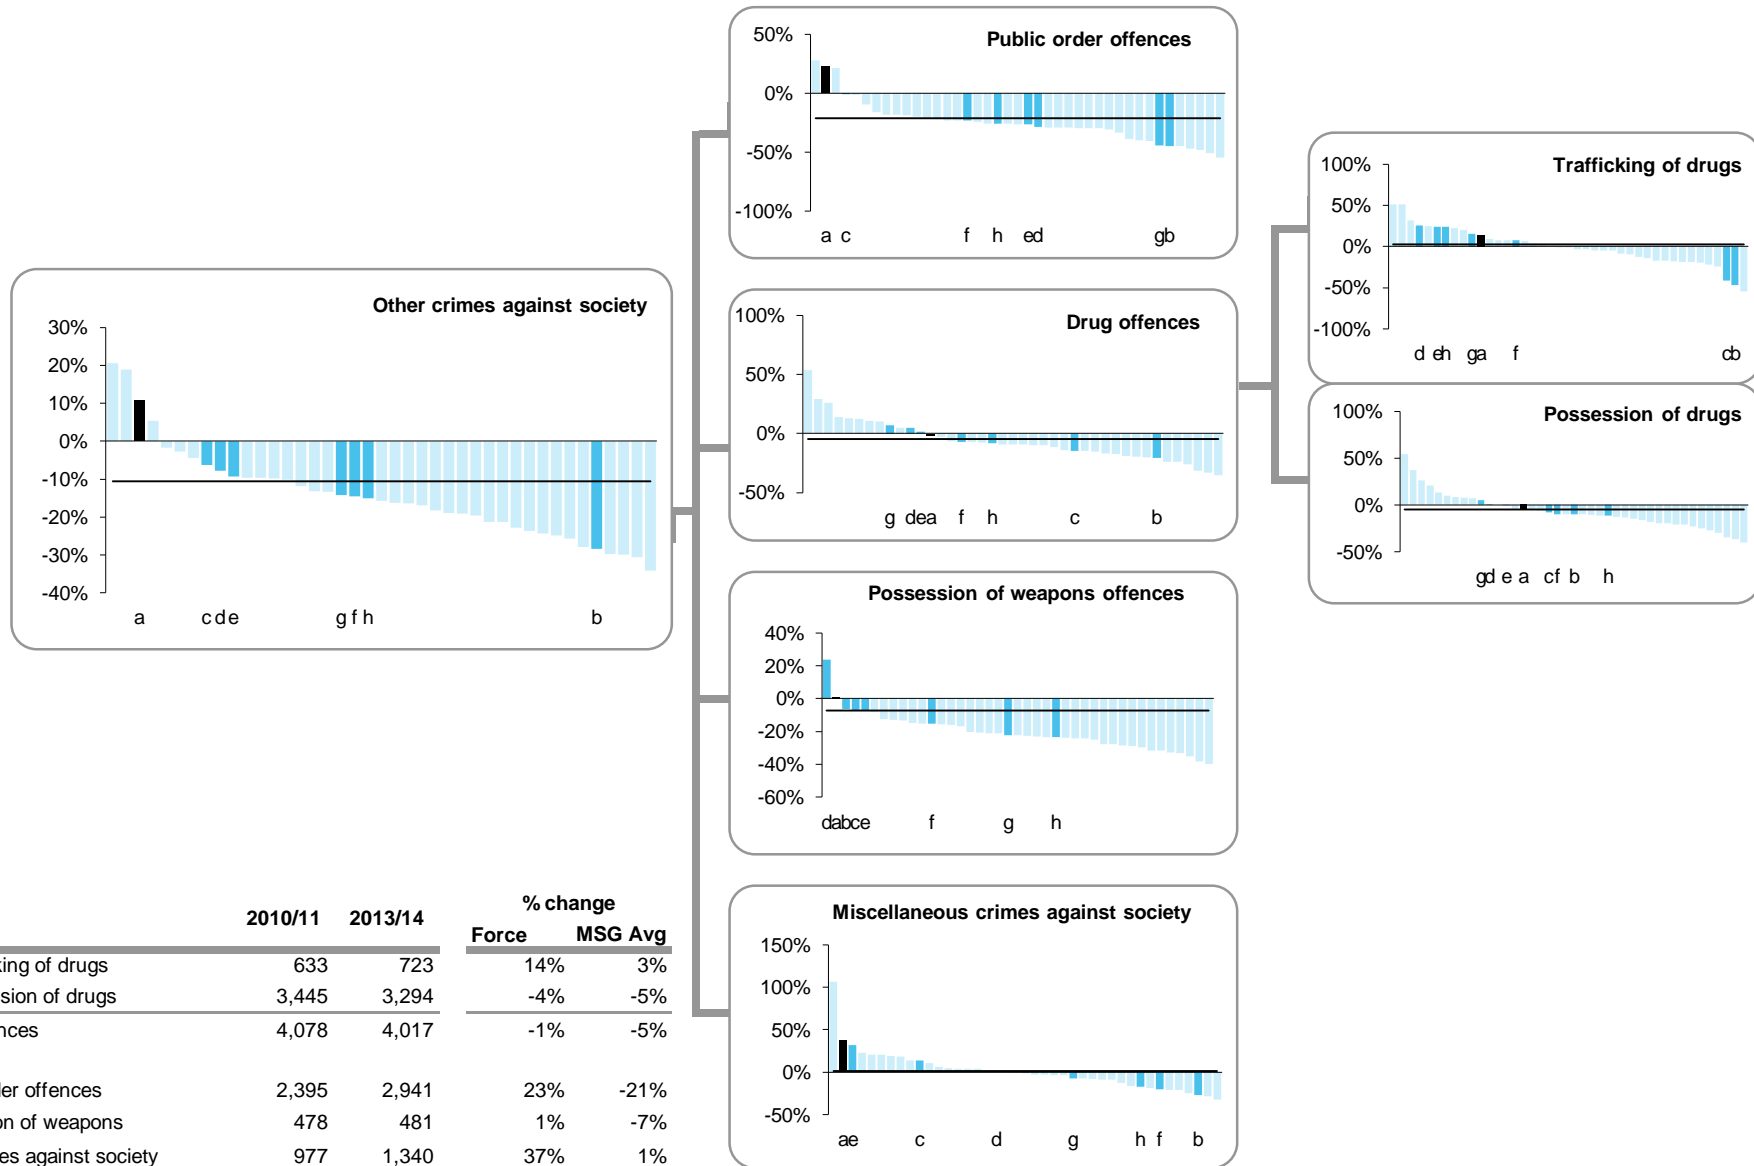 Public order offences
50%
0%
-50%
-100%
a c f h ed gb
Trafficking of drugs
100%
50%
0%
-50%
-100%
d eh ga f cb
Other crimes against society
30%
20%
10%
0%
-10%
-20%
-30%
-40%
a c d e g f h b
Drug offences
100%
50%
0%
-50%
g dea f h c b
Possession of drugs
100%
50%
0%
-50%
gd e a cf b h
Possession of weapons offences
40%
20%
0%
-20%
-40%
-60%
dabce f g h
Miscellaneous crimes against society
150%
100%
50%
0%
-50%
ae c d g h f b
2010/11 2013/14 % change
Force MSG Avg
king of drugs 633 723 14% 3%
sion of drugs 3,445 3,294 -4% -5%
nces 4,078 4,017 -1% -5%
der offences 2,395 2,941 23% -21%
on of weapons 478 481 1% -7%
es against society 977 1,340 37% 1%